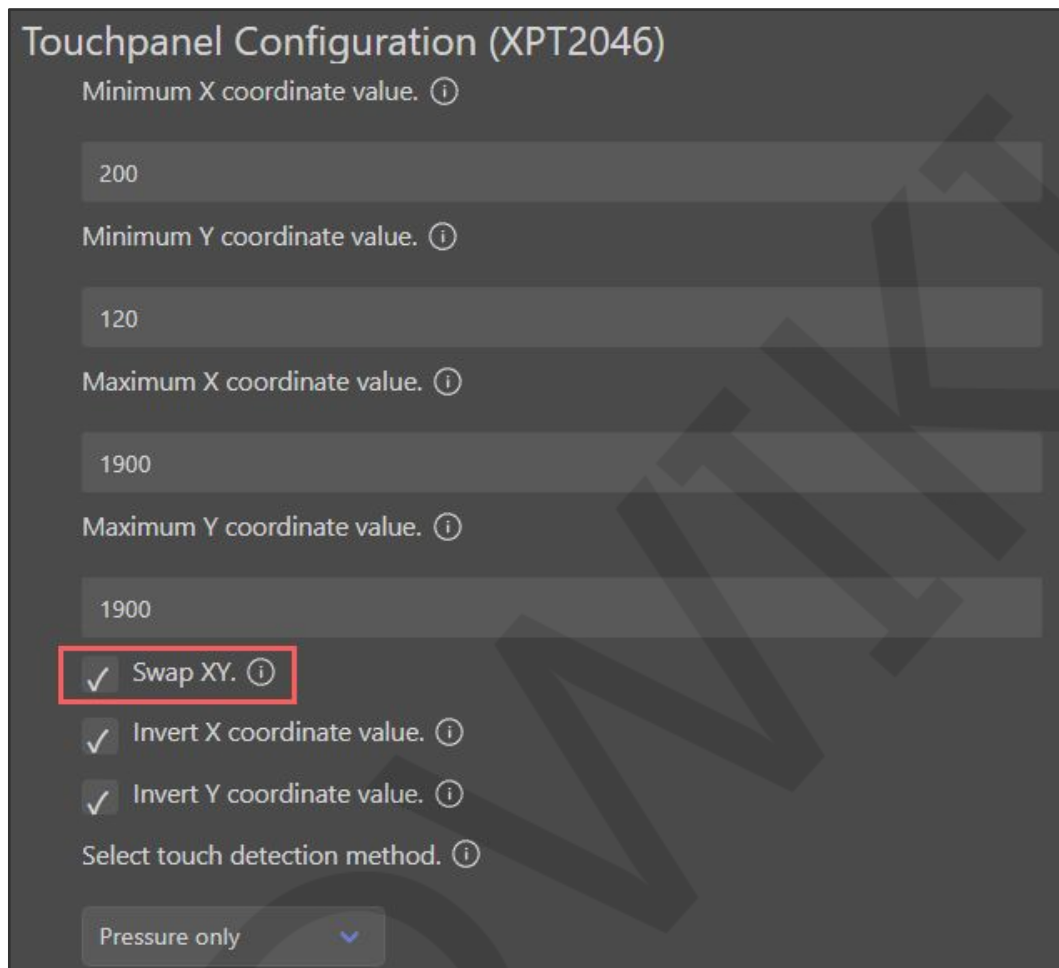 Touchpanel Configuration (XPT2046)
Minimum X coordinate value.
200
Minimum Y coordinate value.
120
Maximum X coordinate value.
1900
Maximum Y coordinate value.
1900
Swap XY.
Invert X coordinate value.
Invert Y coordinate value.
Select touch detection method.
Pressure only